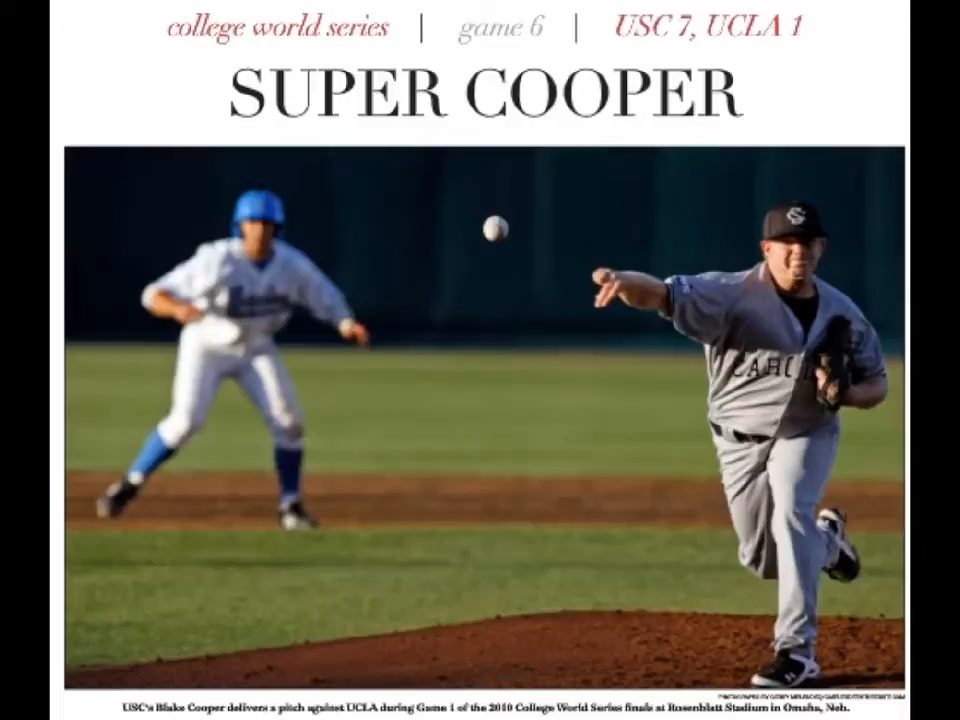 college world series | game 6 | USC 7, UCLA 1
SUPER COOPER
USC's Blake Cooper delivers a pitch against UCLA during Game 1 of the 2010 College World Series finals at Rosenblatt Stadium in Omaha, Neb.